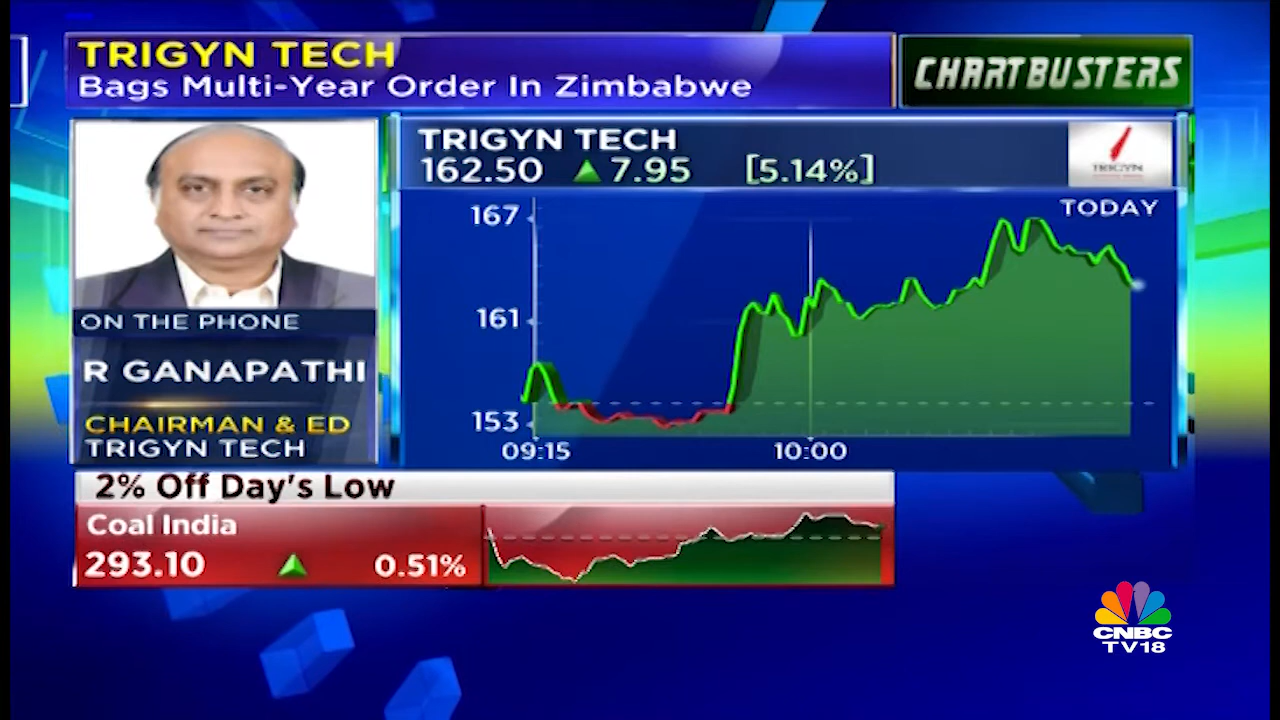 TRIGYN TECH
Bags Multi-Year Order In Zimbabwe
CHARTBUSTERS
TRIGYN TECH
162.50 ▲ 7.95 [5.14%]
TRIGYN
TODAY
167
161
153
09:15 10:00
ON THE PHONE
R GANAPATHI
CHAIRMAN & ED
TRIGYN TECH
2% Off Day's Low
Coal India
293.10 ▲ 0.51%
CNBC
TV18